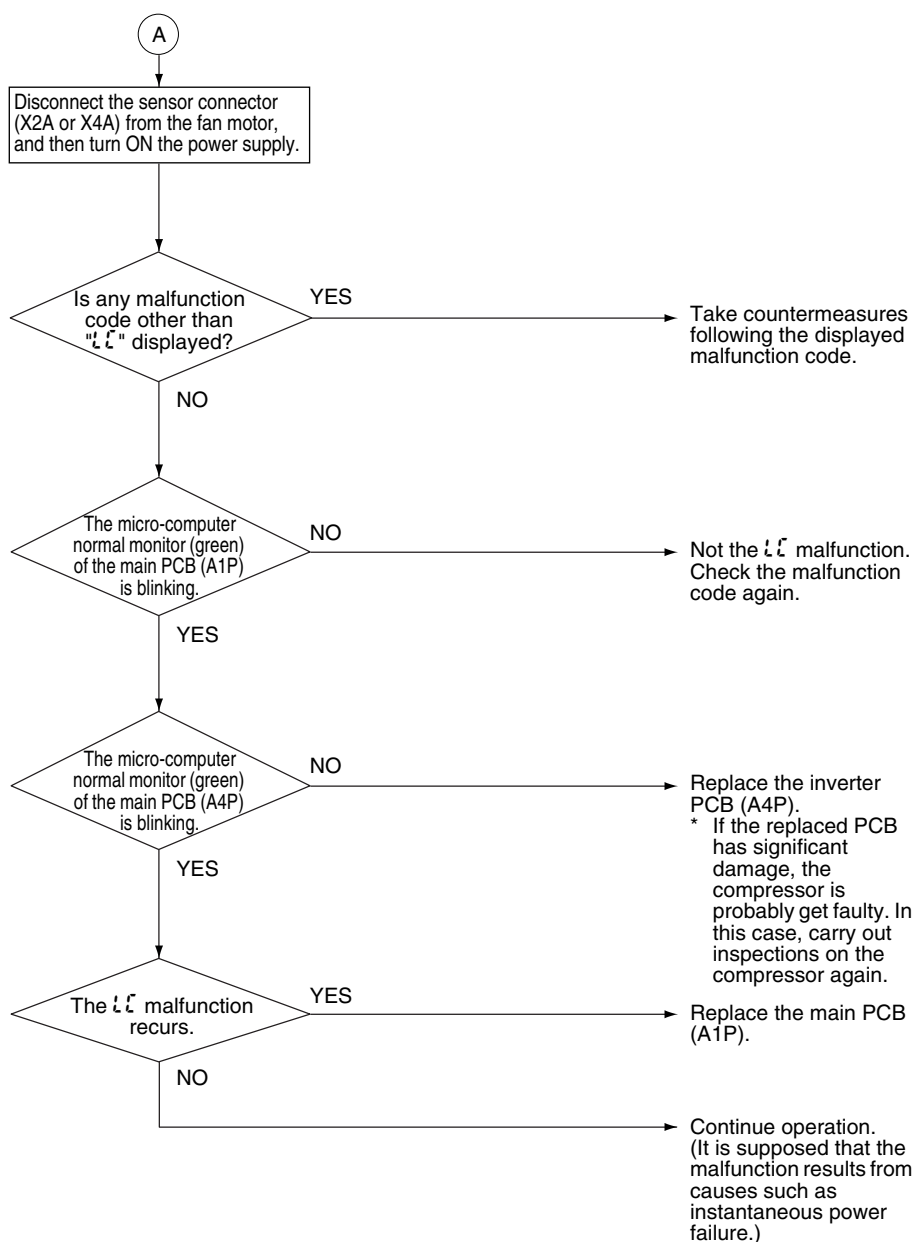 A
Disconnect the sensor connector
(X2A or X4A) from the fan motor,
and then turn ON the power supply.
Is any malfunction
code other than
"LC" displayed?
YES
Take countermeasures
following the displayed
malfunction code.
NO
The micro-computer
normal monitor (green)
of the main PCB (A1P)
is blinking.
NO
Not the LC malfunction.
Check the malfunction
code again.
YES
The micro-computer
normal monitor (green)
of the main PCB (A4P)
is blinking.
NO
Replace the inverter
PCB (A4P).
* If the replaced PCB
has significant
damage, the
compressor is
probably get faulty. In
this case, carry out
inspections on the
compressor again.
YES
The LC malfunction
recurs.
YES
Replace the main PCB
(A1P).
NO
Continue operation.
(It is supposed that the
malfunction results from
causes such as
instantaneous power
failure.)